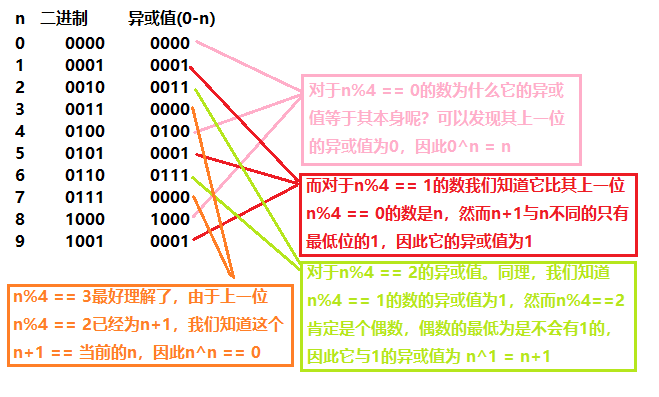 n 二进制 异或值(0-n)
0 0000 0000
1 0001 0001
2 0010 0011
3 0011 0000
4 0100 0100
5 0101 0001
6 0110 0111
7 0111 0000
8 1000 1000
9 1001 0001
对于n%4 == 0的数为什么它的异或
值等于其本身呢？可以发现其上一位
的异或值为0，因此0^n = n
而对于n%4 == 1的数我们知道它比其上一位
n%4 == 0的数是n，然而n+1与n不同的只有
最低位的1，因此它的异或值为1
对于n%4 == 2的异或值。同理，我们知道
n%4 == 1的数的异或值为1，然而n%4==2
肯定是个偶数，偶数的最低为是不会有1的，
因此它与1的异或值为 n^1 = n+1
n%4 == 3最好理解了，由于上一位
n%4 == 2已经为n+1，我们知道这个
n+1 == 当前的n，因此n^n == 0